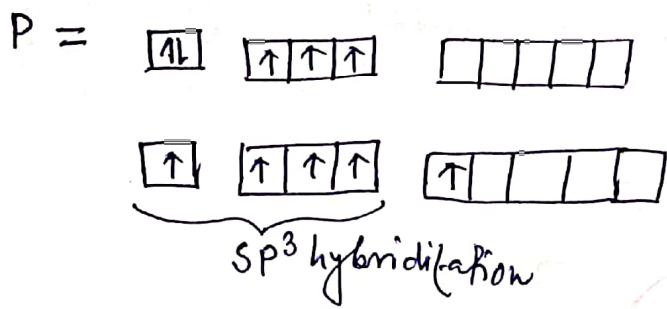 P = ↑↓ ↑ ↑ ↑
↑ ↑ ↑ ↑ ↑
SP³ hybridization